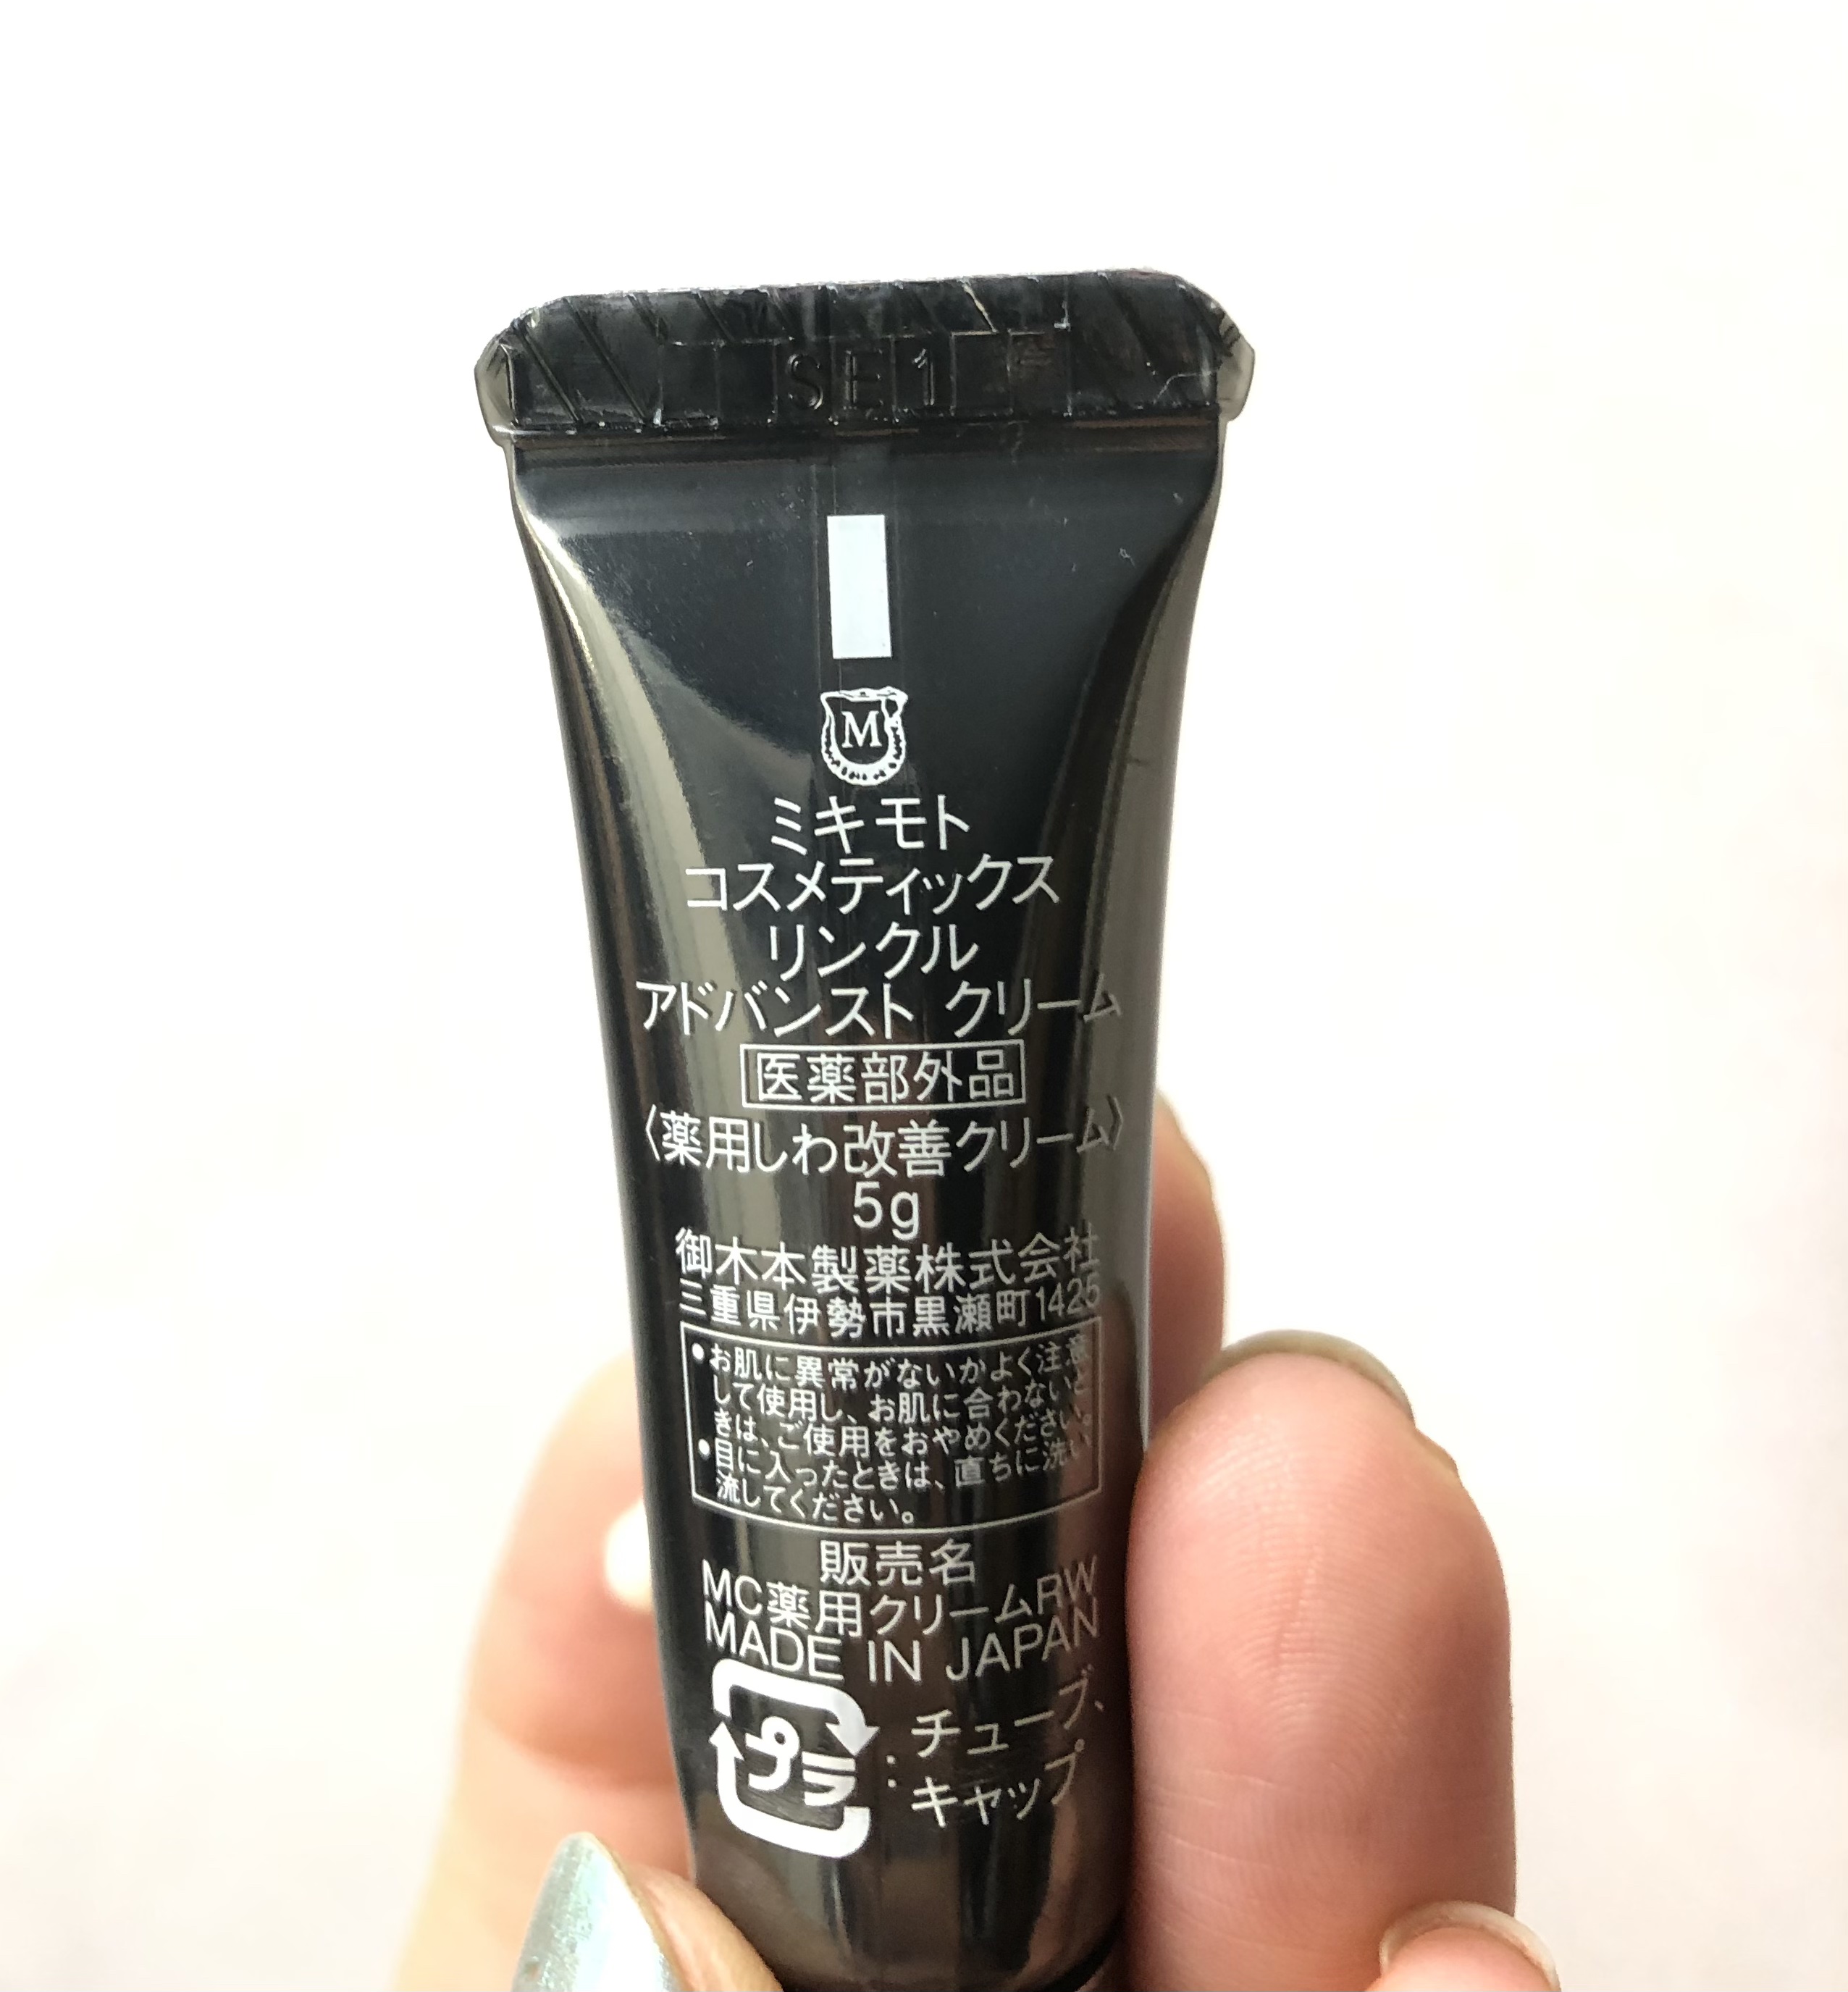 SE1
M
ミキモト
コスメティックス
リンクル
アドバンスト クリーム
医薬部外品
〈薬用しわ改善クリーム〉
5g
御木本製薬株式会社
三重県伊勢市黒瀬町1425
•お肌に異常がないかよく注意
して使用し、お肌に合わないと
きは、ご使用をおやめください。
•目に入ったときは、直ちに洗い
流してください。
販売名
MC薬用クリームRW
MADE IN JAPAN
プラ : チューブ、
キャップ